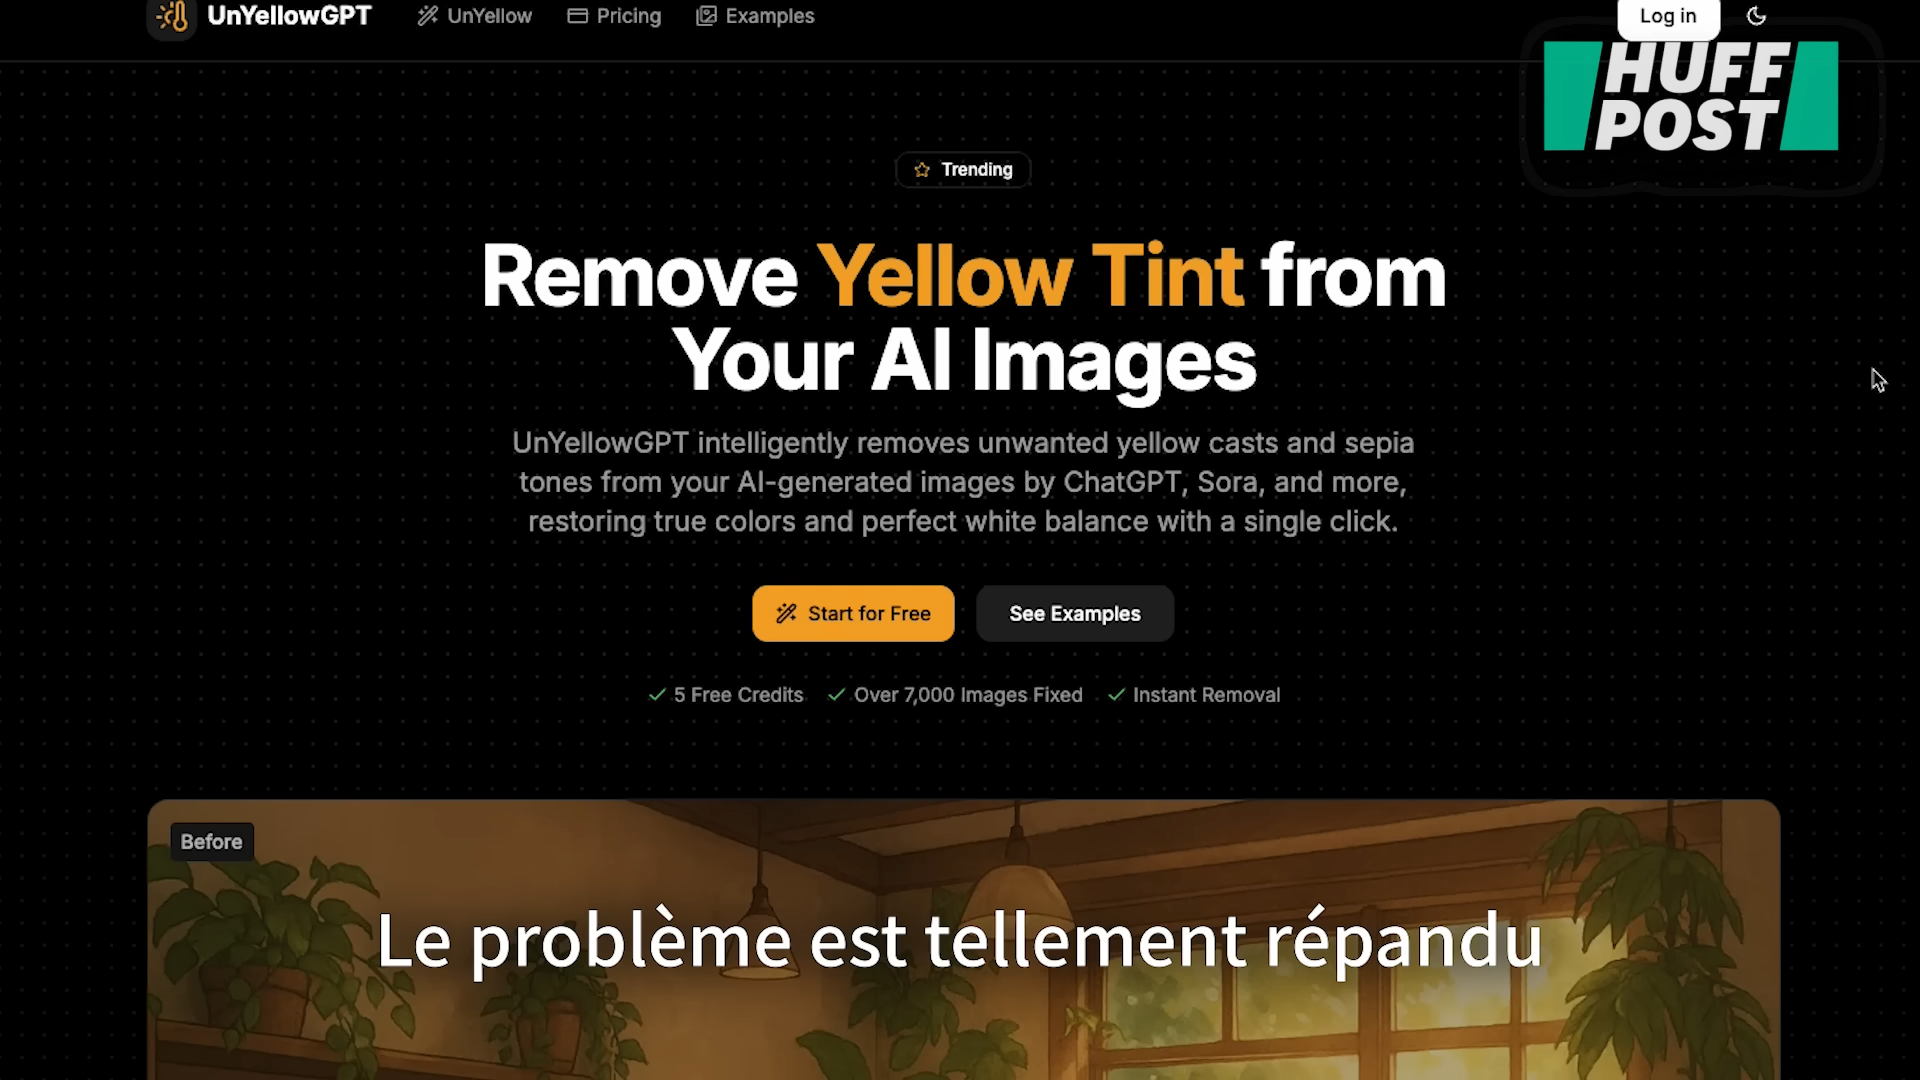 UnYellowGPT
UnYellow
Pricing
Examples
Log in
HUFF
POST
Trending
Remove Yellow Tint from
Your AI Images
UnYellowGPT intelligently removes unwanted yellow casts and sepia
tones from your AI-generated images by ChatGPT, Sora, and more,
restoring true colors and perfect white balance with a single click.
Start for Free
See Examples
5 Free Credits
Over 7,000 Images Fixed
Instant Removal
Before
Le problème est tellement répandu